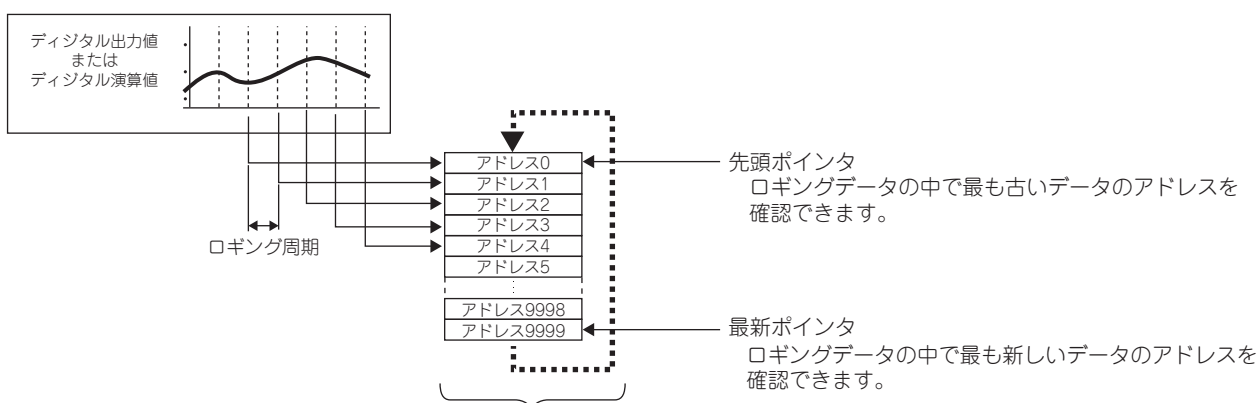 ディジタル出力値
または
ディジタル演算値
ロギング周期
アドレス0
アドレス1
アドレス2
アドレス3
アドレス4
アドレス5
アドレス9998
アドレス9999
先頭ポインタ
ロギングデータの中で最も古いデータのアドレスを
確認できます。
最新ポインタ
ロギングデータの中で最も新しいデータのアドレスを
確認できます。